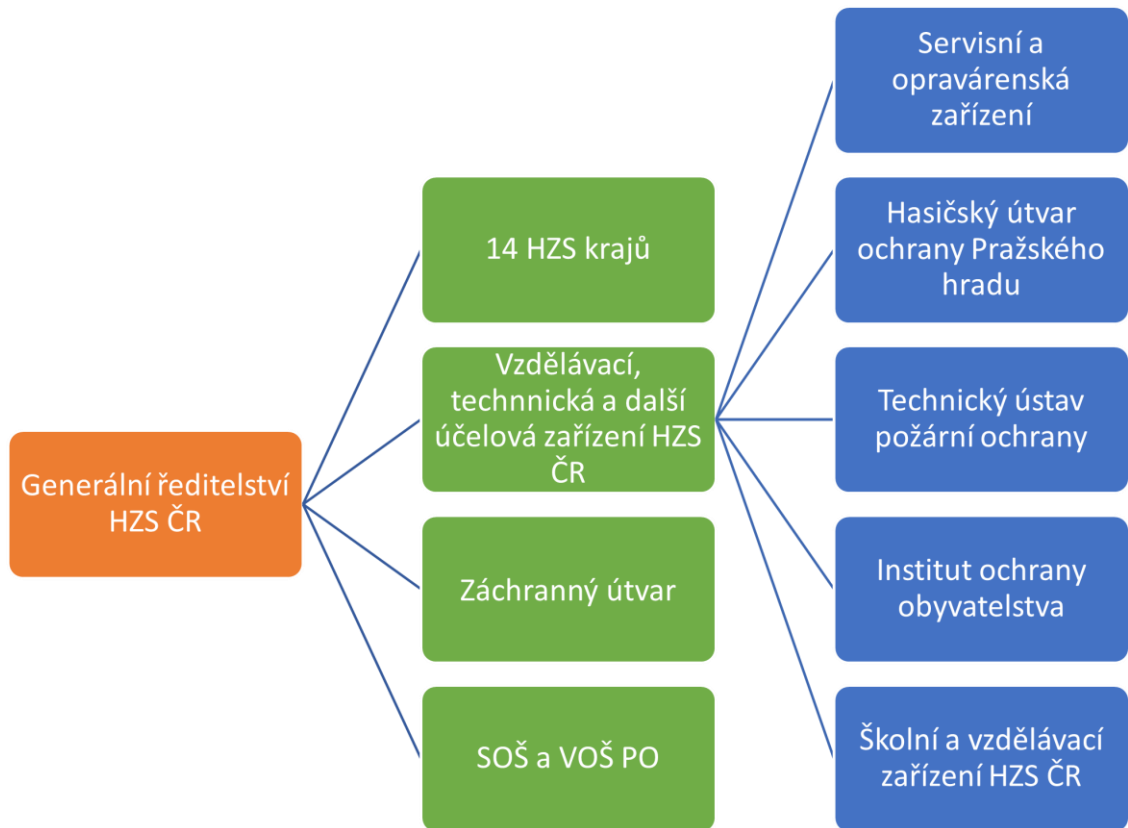 Generální ředitelství
HZS ČR
14 HZS krajů
Vzdělávací,
technnická a další
účelová zařízení HZS
ČR
Záchranný útvar
SOŠ a VOŠ PO
Servisní a
opravárenská
zařízení
Hasičský útvar
ochrany Pražského
hradu
Technický ústav
požární ochrany
Institut ochrany
obyvatelstva
Školní a vzdělávací
zařízení HZS ČR